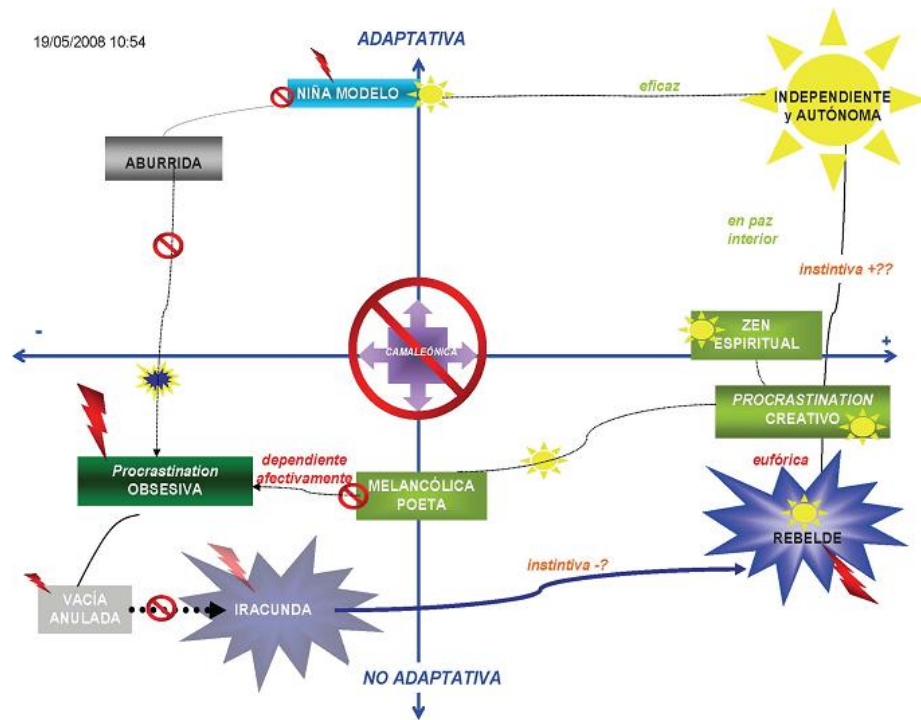 19/05/2008 10:54
ADAPTATIVA
NIÑA MODELO
eficaz
INDEPENDIENTE
y AUTÓNOMA
ABURRIDA
en paz
interior
instintiva +??
-
+
CAMALEÓNICA
ZEN
ESPIRITUAL
PROCRASTINATION
CREATIVO
Procrastination
OBSESIVA
dependiente
afectivamente
MELANCÓLICA
POETA
eufórica
REBELDE
VACÍA
ANULADA
IRACUNDA
instintiva -?
NO ADAPTATIVA